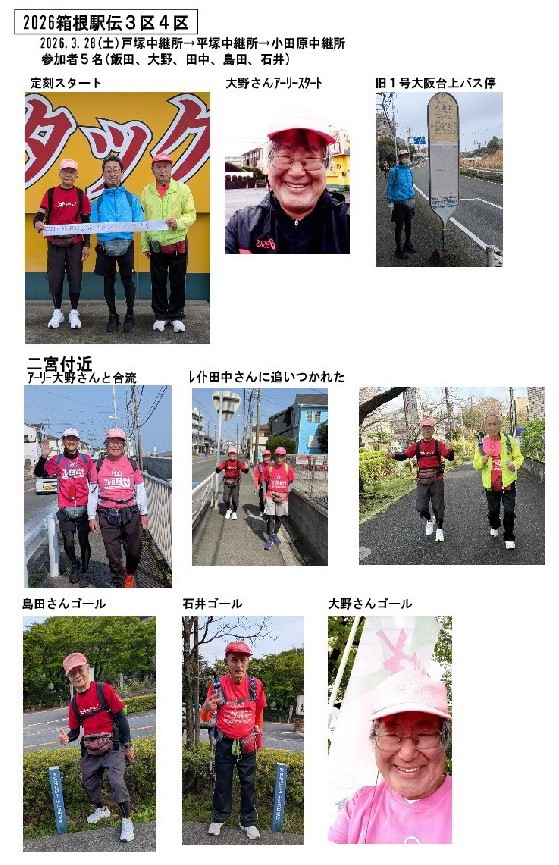 2026箱根駅伝３区４区
2026.3.28(土)戸塚中継所→平塚中継所→小田原中継所
参加者５名(飯田、大野、田中、島田、石井)
定刻スタート
大野さんｱｰﾘｰｽﾀｰﾄ
旧１号大阪台上バス停
タック
二宮付近
ｱｰﾘｰ大野さんと合流
ﾚｲﾄ田中さんに追いつかれた
島田さんゴール
石井ゴール
大野さんゴール